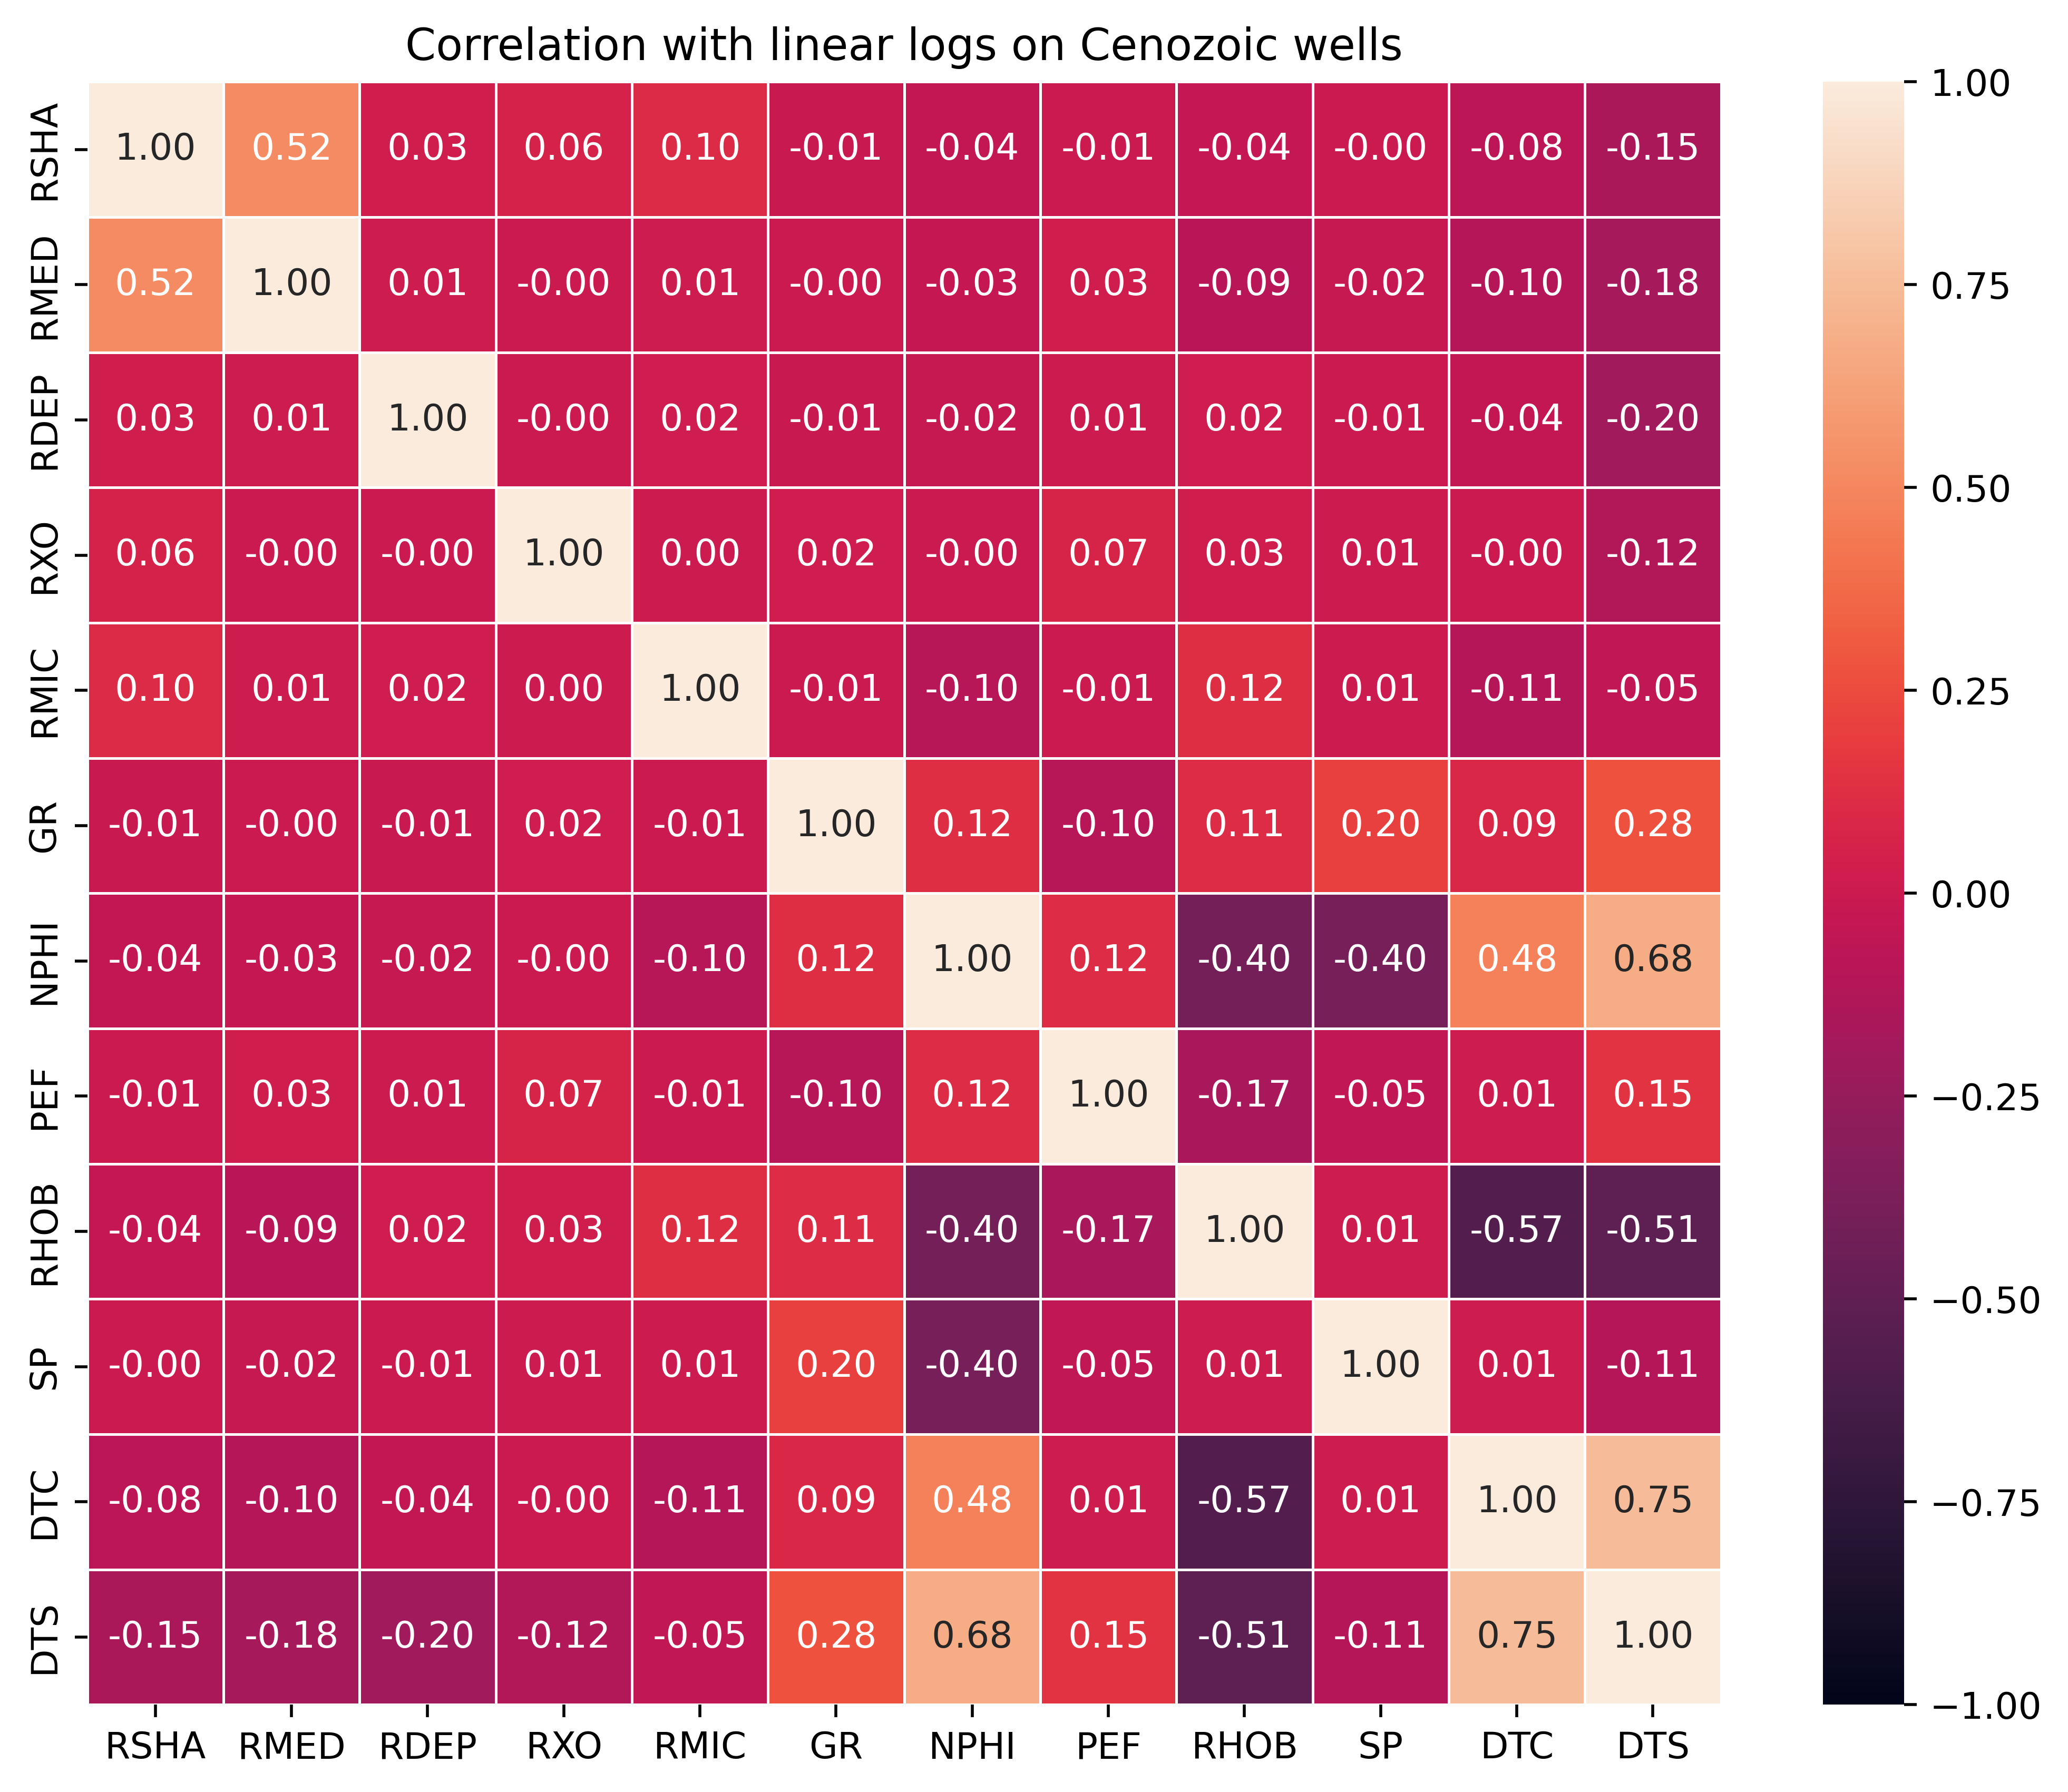 Correlation with linear logs on Cenozoic wells
RSHA 1.00 0.52 0.03 0.06 0.10 -0.01 -0.04 -0.01 -0.04 -0.00 -0.08 -0.15
RMED 0.52 1.00 0.01 -0.00 0.01 -0.00 -0.03 0.03 -0.09 -0.02 -0.10 -0.18
RDEP 0.03 0.01 1.00 -0.00 0.02 -0.01 -0.02 0.01 0.02 -0.01 -0.04 -0.20
RXO 0.06 -0.00 -0.00 1.00 0.00 0.02 -0.00 0.07 0.03 0.01 -0.00 -0.12
RMIC 0.10 0.01 0.02 0.00 1.00 -0.01 -0.10 -0.01 0.12 0.01 -0.11 -0.05
GR -0.01 -0.00 -0.01 0.02 -0.01 1.00 0.12 -0.10 0.11 0.20 0.09 0.28
NPHI -0.04 -0.03 -0.02 -0.00 -0.10 0.12 1.00 0.12 -0.40 -0.40 0.48 0.68
PEF -0.01 0.03 0.01 0.07 -0.01 -0.10 0.12 1.00 -0.17 -0.05 0.01 0.15
RHOB -0.04 -0.09 0.02 0.03 0.12 0.11 -0.40 -0.17 1.00 0.01 -0.57 -0.51
SP -0.00 -0.02 -0.01 0.01 0.01 0.20 -0.40 -0.05 0.01 1.00 0.01 -0.11
DTC -0.08 -0.10 -0.04 -0.00 -0.11 0.09 0.48 0.01 -0.57 0.01 1.00 0.75
DTS -0.15 -0.18 -0.20 -0.12 -0.05 0.28 0.68 0.15 -0.51 -0.11 0.75 1.00
RSHA RMED RDEP RXO RMIC GR NPHI PEF RHOB SP DTC DTS
1.00
0.75
0.50
0.25
0.00
−0.25
−0.50
−0.75
−1.00